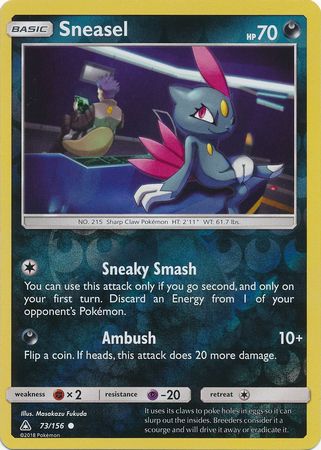 BASIC
Sneasel
HP 70
NO. 215 Sharp Claw Pokémon HT: 2'11" WT: 61.7 lbs.
Sneaky Smash
You can use this attack only if you go second, and only on
your first turn. Discard an Energy from 1 of your
opponent's Pokémon.
Ambush 10+
Flip a coin. If heads, this attack does 20 more damage.
weakness × 2 resistance -20 retreat
Illus. Masakazu Fukuda
73/156
©2018 Pokémon
It uses its claws to poke holes in eggs so it can
slurp out the insides. Breeders consider it a
scourge and will drive it away or eradicate it.